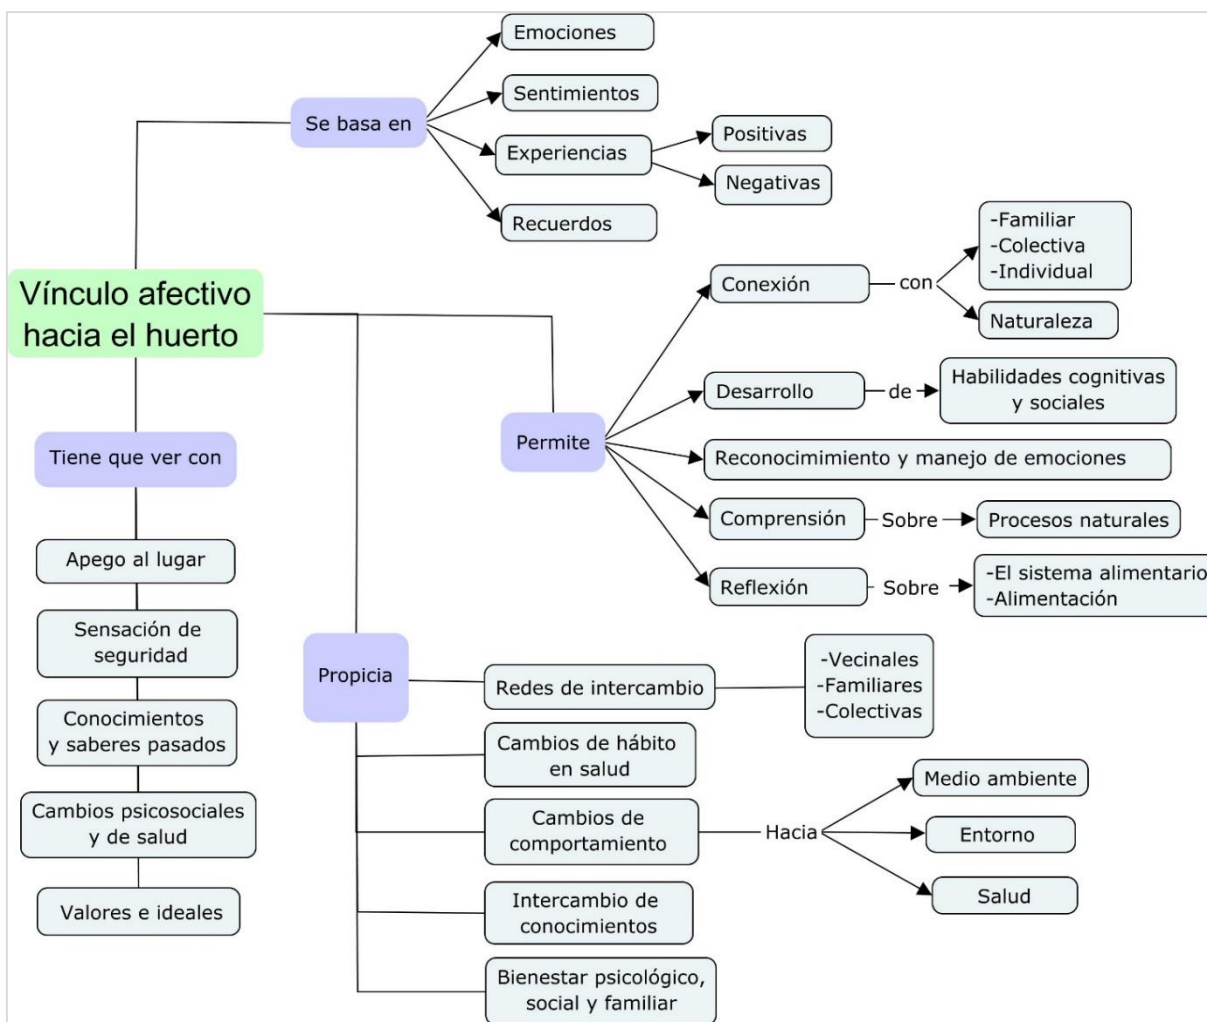 Vínculo afectivo
hacia el huerto
Se basa en
Emociones
Sentimientos
Experiencias
Positivas
Negativas
Recuerdos
Permite
Conexión
con
-Familiar
-Colectiva
-Individual
Naturaleza
Desarrollo
de
Habilidades cognitivas
y sociales
Reconocimimiento y manejo de emociones
Comprensión
Sobre
Procesos naturales
Reflexión
Sobre
-El sistema alimentario
-Alimentación
Tiene que ver con
Apego al lugar
Sensación de
seguridad
Conocimientos
y saberes pasados
Cambios psicosociales
y de salud
Valores e ideales
Propicia
Redes de intercambio
-Vecinales
-Familiares
-Colectivas
Cambios de hábito
en salud
Cambios de
comportamiento
Hacia
Medio ambiente
Entorno
Salud
Intercambio de
conocimientos
Bienestar psicológico,
social y familiar